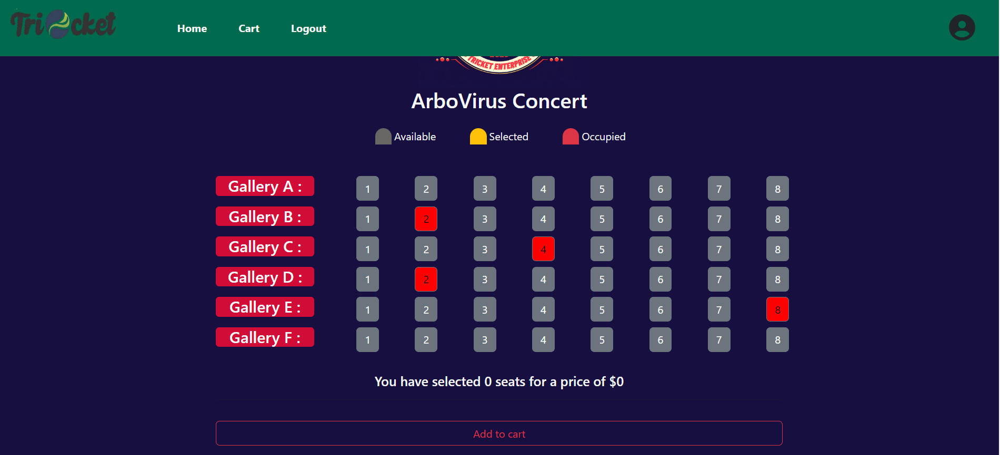 Tricket
Home Cart Logout
TRICKET ENTERPRISE
ArboVirus Concert
Available Selected Occupied
Gallery A : 1 2 3 4 5 6 7 8
Gallery B : 1 2 3 4 5 6 7 8
Gallery C : 1 2 3 4 5 6 7 8
Gallery D : 1 2 3 4 5 6 7 8
Gallery E : 1 2 3 4 5 6 7 8
Gallery F : 1 2 3 4 5 6 7 8
You have selected 0 seats for a price of $0
Add to cart